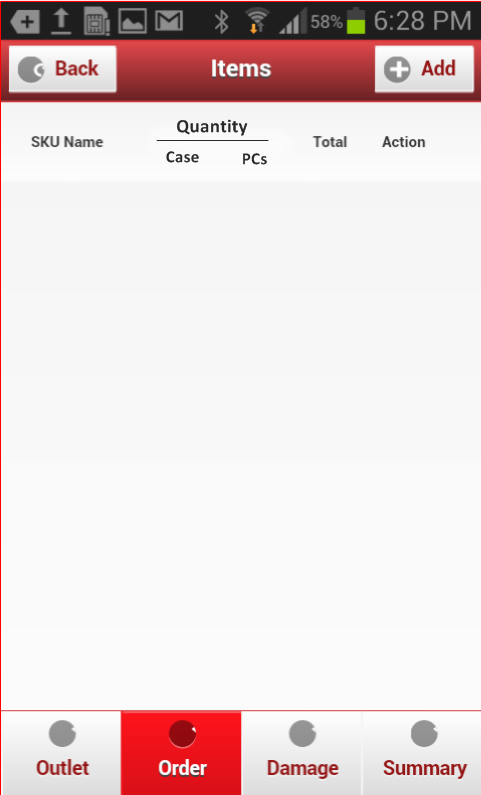 58% 6:28 PM
Back Items Add
SKU Name Quantity Total Action
Case PCs
Outlet Order Damage Summary